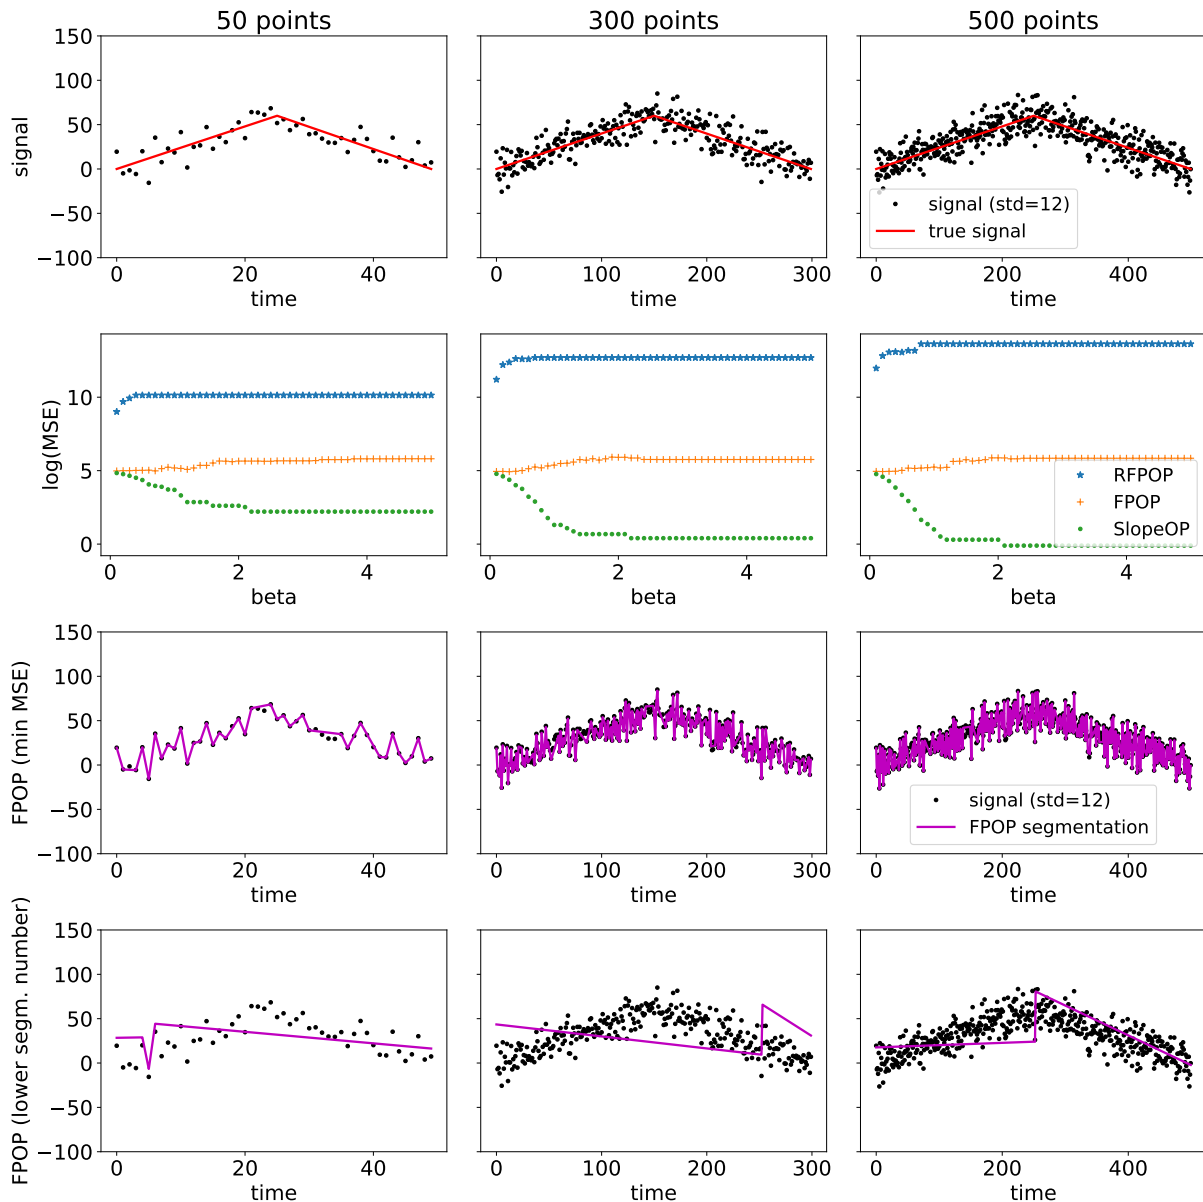 50 points 300 points 500 points
150
100
50
0
−50
−100
signal
0 20 40
time
0 100 200 300
time
0 200 400
time
signal (std=12)
true signal
10
5
0
log(MSE)
0 2 4
beta
0 2 4
beta
0 2 4
beta
RFPOP
FPOP
SlopeOP
150
100
50
0
−50
−100
FPOP (min MSE)
0 20 40
time
0 100 200 300
time
0 200 400
time
signal (std=12)
FPOP segmentation
150
100
50
0
−50
−100
FPOP (lower segm. number)
0 20 40
time
0 100 200 300
time
0 200 400
time